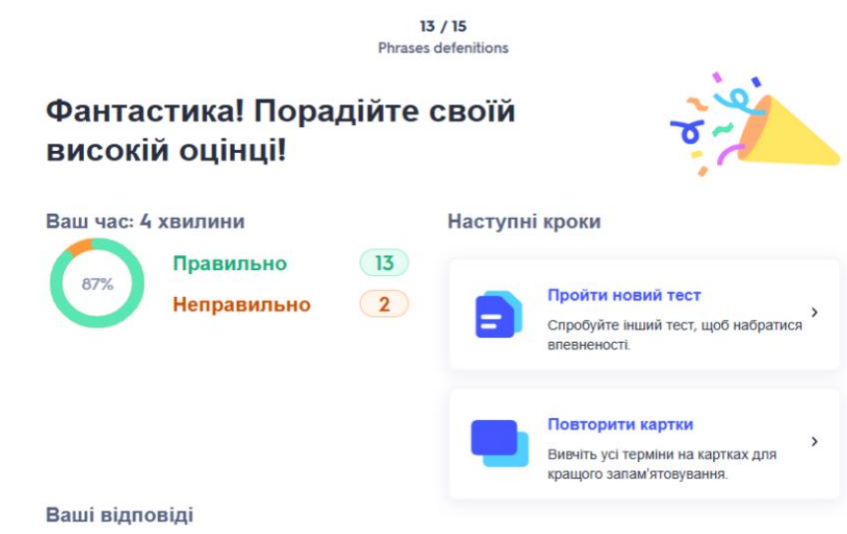 13 / 15
Phrases defenitions
Фантастика! Порадійте своїй
високій оцінці!
Ваш час: 4 хвилини
87%
Правильно 13
Неправильно 2
Наступні кроки
Пройти новий тест
Спробуйте інший тест, щоб набратися
впевненості.
Повторити картки
Вивчіть усі терміни на картках для
кращого запам'ятовування.
Ваші відповіді